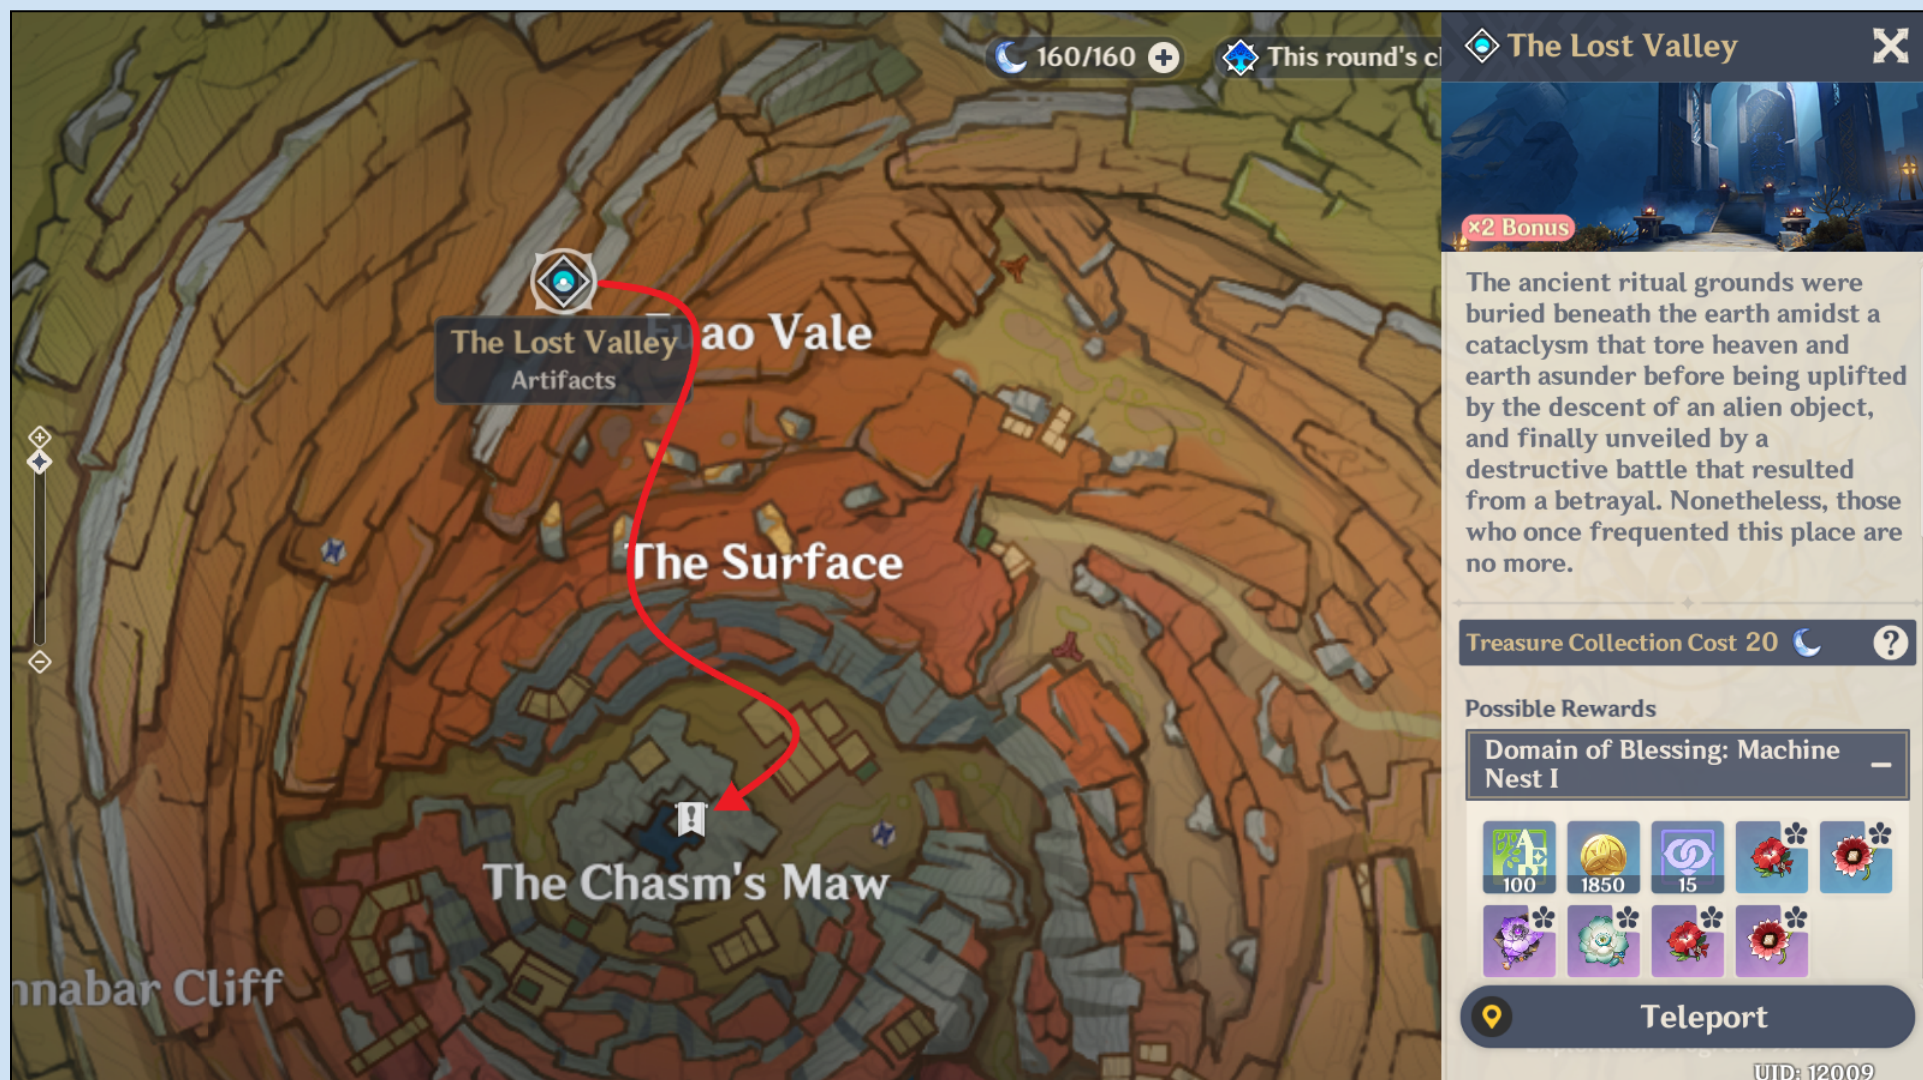 160/160
This round's cl
The Lost Valley
×2 Bonus
The ancient ritual grounds were
buried beneath the earth amidst a
cataclysm that tore heaven and
earth asunder before being uplifted
by the descent of an alien object,
and finally unveiled by a
destructive battle that resulted
from a betrayal. Nonetheless, those
who once frequented this place are
no more.
Treasure Collection Cost 20
?
Possible Rewards
Domain of Blessing: Machine
Nest I
100
1850
15
Teleport
UID: 12009
The Lost Valley
Artifacts
ao Vale
The Surface
The Chasm's Maw
nnabar Cliff